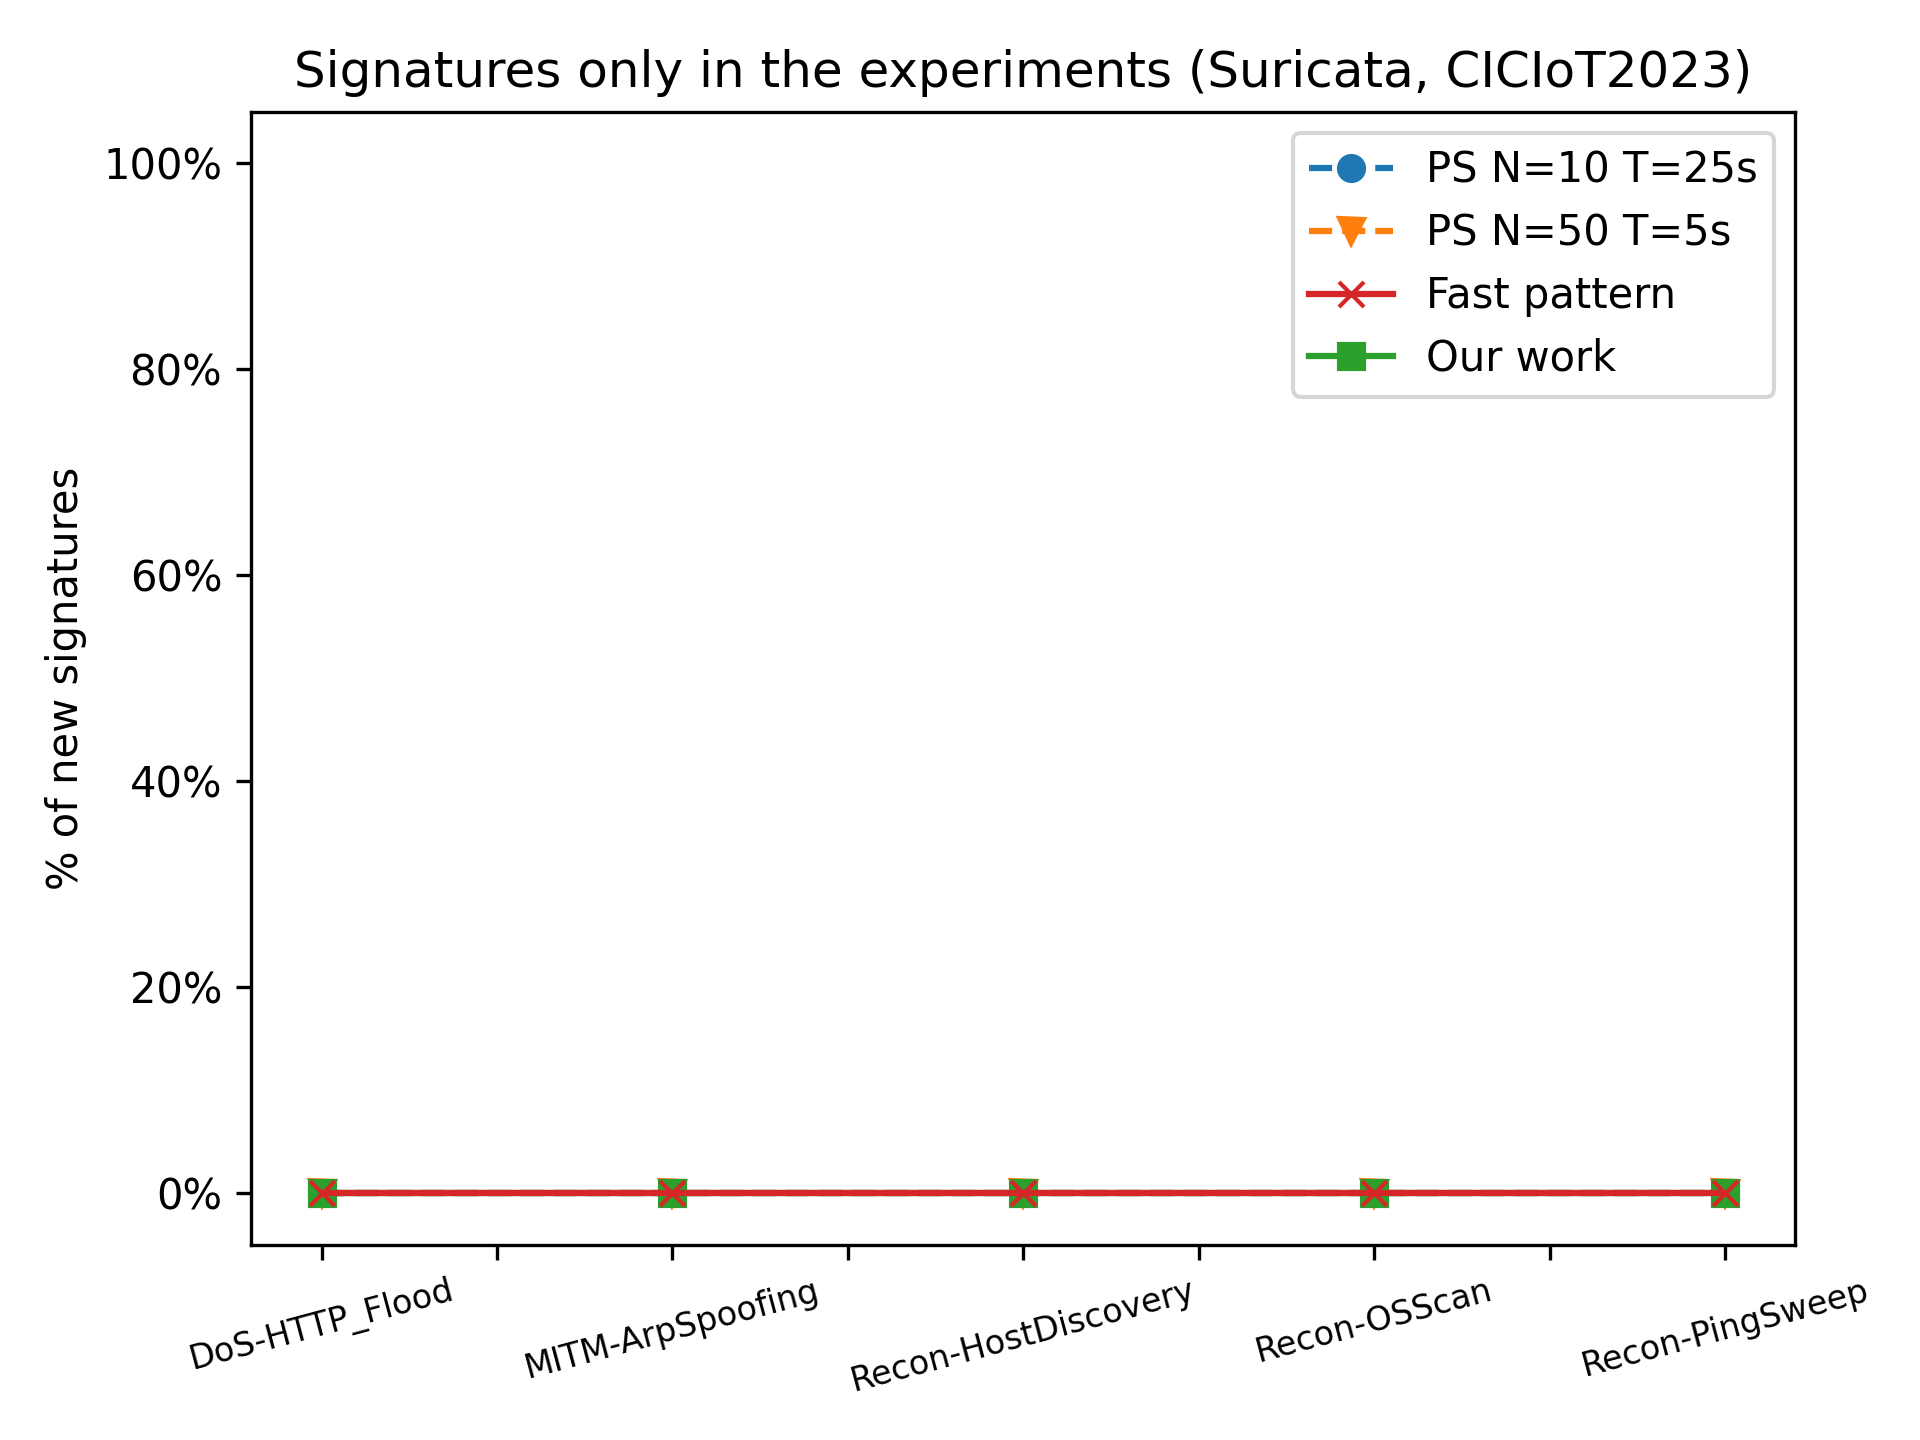 Signatures only in the experiments (Suricata, CICIoT2023)
PS N=10 T=25s
PS N=50 T=5s
Fast pattern
Our work
% of new signatures
100%
80%
60%
40%
20%
0%
DoS-HTTP_Flood
MITM-ArpSpoofing
Recon-HostDiscovery
Recon-OSScan
Recon-PingSweep